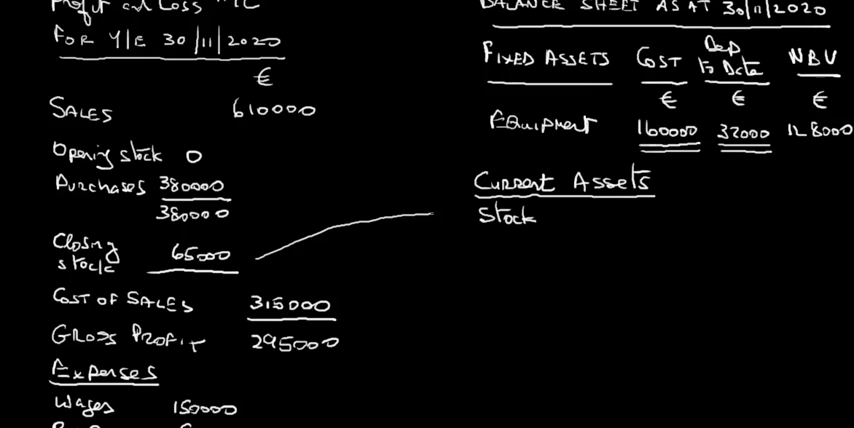 Profit and Loss A/C
FOR Y/E 30/11/2020
€
SALES 610000
Opening stock 0
Purchases 380000
380000
Closing stock 65000
COST OF SALES 315000
GROSS PROFIT 295000
Expenses
Wages 150000
BALANCE SHEET AS AT 30/11/2020
FIXED ASSETS COST Dep to Date NBV
€ € €
Equipment 160000 32000 128000
Current Assets
Stock